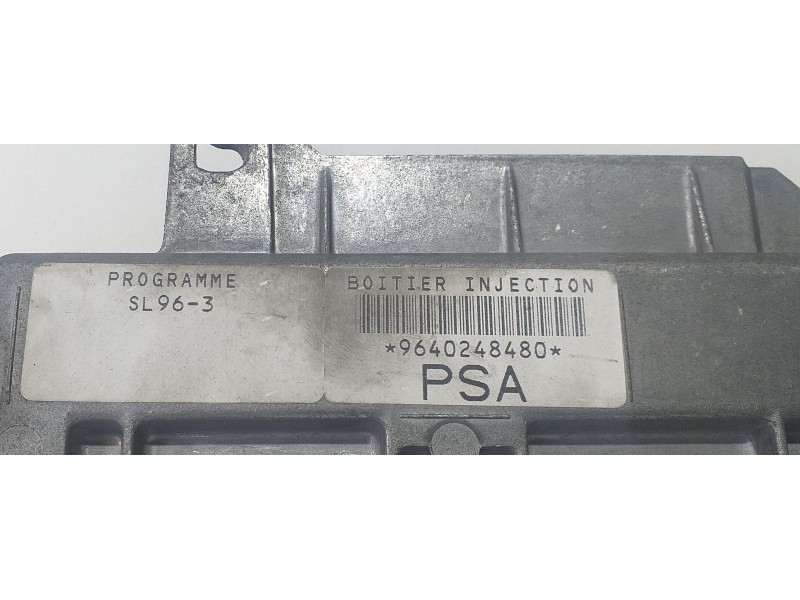 PROGRAMME
SL96-3
BOITIER INJECTION
*9640248480*
PSA